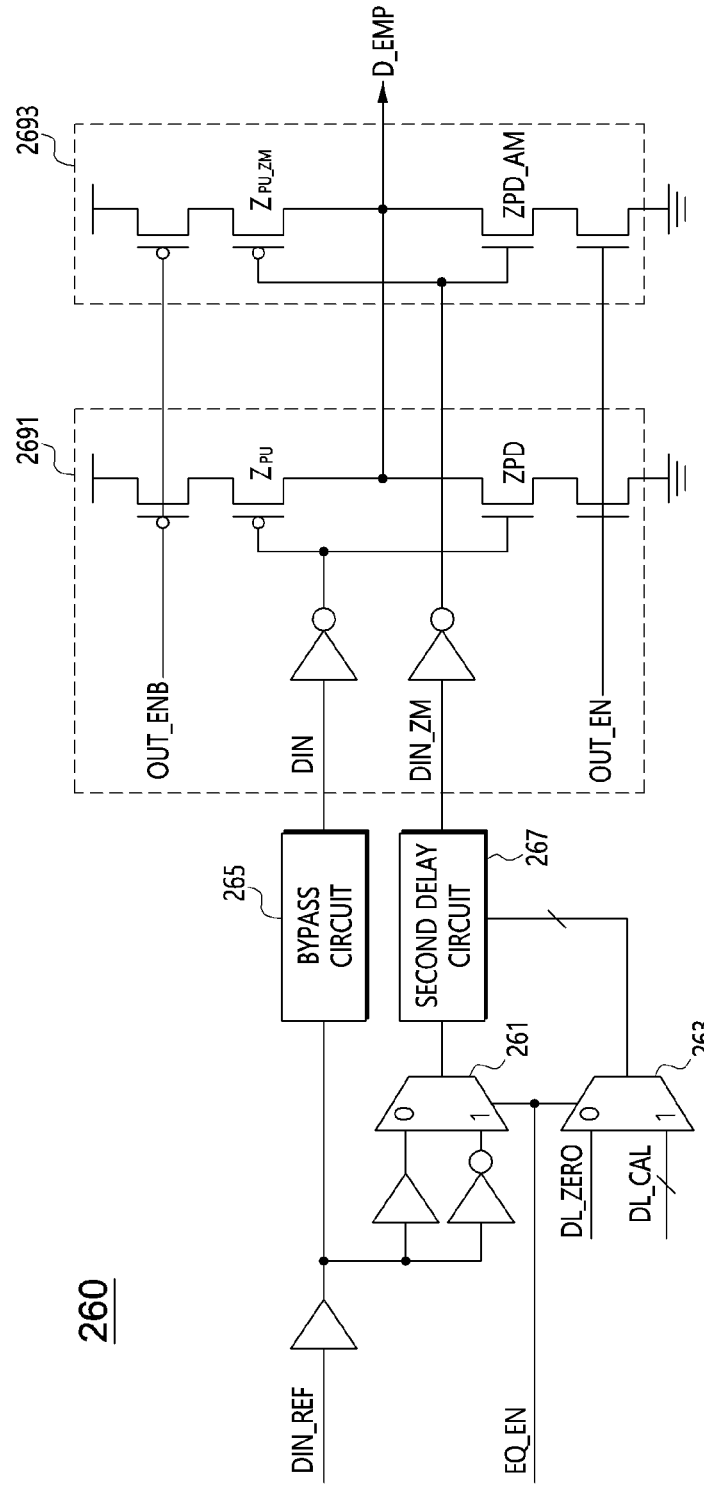 260
DIN_REF
EQ_EN
DL_ZERO
DL_CAL
0
1
261
0
1
263
265
BYPASS
CIRCUIT
SECOND DELAY
CIRCUIT
267
2691
OUT_ENB
DIN
DIN_ZM
OUT_EN
ZPU
ZPD
2693
ZPU_ZM
ZPD_AM
D_EMP